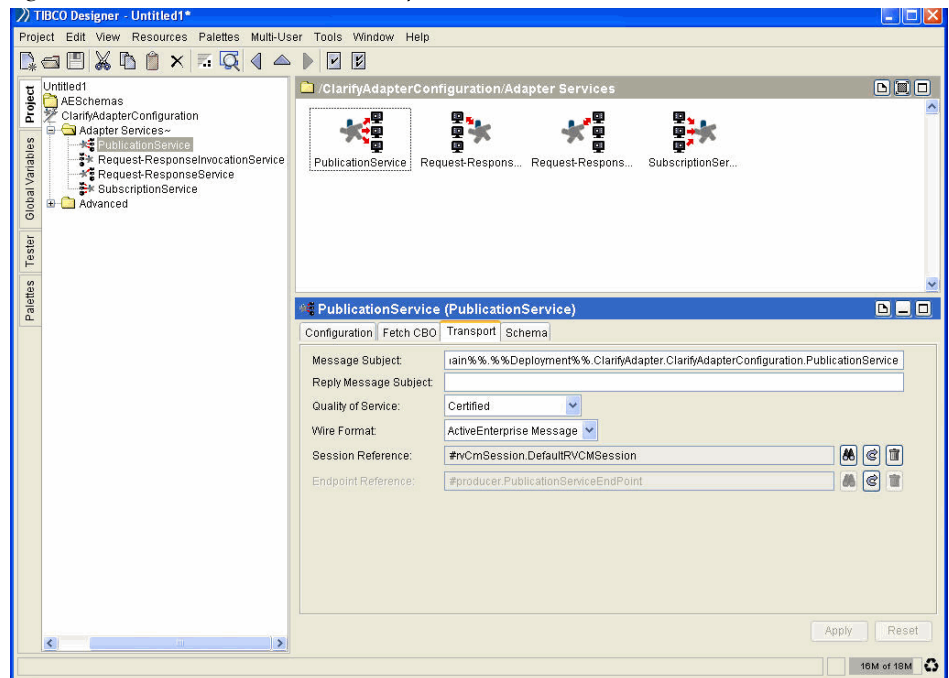 TIBCO Designer - Untitled1*
Project Edit View Resources Palettes Multi-User Tools Window Help
Project
Global Variables
Tester
Palettes
Untitled1
AESchemas
ClarifyAdapterConfiguration
Adapter Services~
PublicationService
Request-ResponseInvocationService
Request-ResponseService
SubscriptionService
Advanced
/ClarifyAdapterConfiguration/Adapter Services
PublicationService Request-Respons... Request-Respons... SubscriptionSer...
PublicationService (PublicationService)
Configuration Fetch CBO Transport Schema
Message Subject: ıain%%.%%Deployment%%.ClarifyAdapter.ClarifyAdapterConfiguration.PublicationService
Reply Message Subject:
Quality of Service: Certified
Wire Format: ActiveEnterprise Message
Session Reference: #rvCmSession.DefaultRVCMSession
Endpoint Reference: #producer.PublicationServiceEndPoint
Apply Reset
16M of 18M